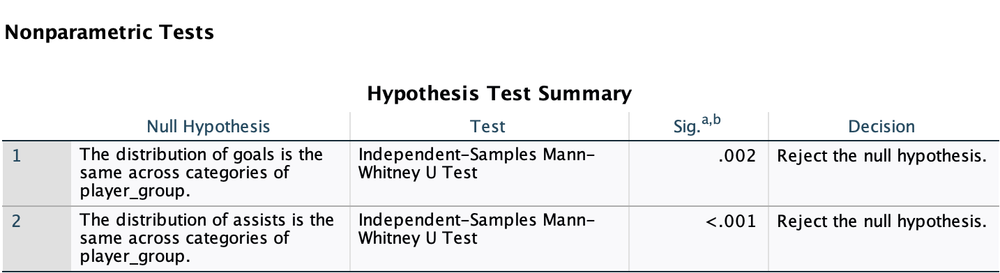 Nonparametric Tests
Hypothesis Test Summary
Null Hypothesis Test Sig.a,b Decision
1 The distribution of goals is the same across categories of player_group. Independent-Samples Mann-Whitney U Test .002 Reject the null hypothesis.
2 The distribution of assists is the same across categories of player_group. Independent-Samples Mann-Whitney U Test <.001 Reject the null hypothesis.